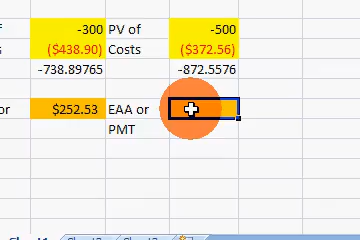 -300 PV of -500
($438.90) Costs ($372.56)
-738.89765 -872.5576
or $252.53 EAA or
PMT